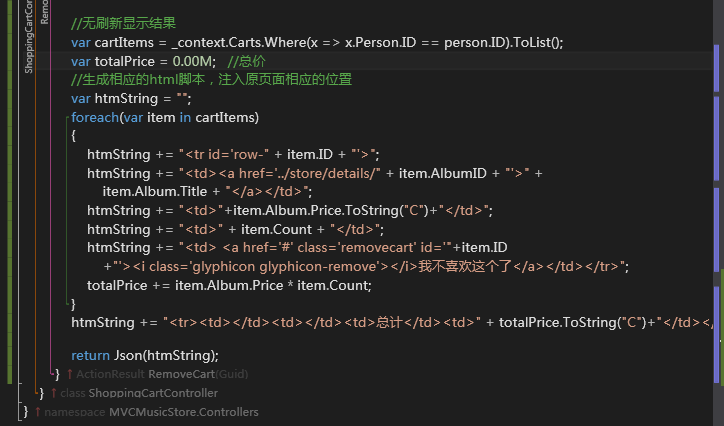 //无刷新显示结果
var cartItems = _context.Carts.Where(x => x.Person.ID == person.ID).ToList();
var totalPrice = 0.00M;   //总价
//生成相应的html脚本，注入原页面相应的位置
var htmString = "";
foreach(var item in cartItems)
{
htmString += "<tr id='row-" + item.ID + "'>";
htmString += "<td><a href='../store/details/" + item.AlbumID + "'>" +
item.Album.Title + "</a></td>";
htmString += "<td>"+item.Album.Price.ToString("C")+"</td>";
htmString += "<td>" + item.Count + "</td>";
htmString += "<td> <a href='#' class='removecart' id='"+item.ID
+"'><i class='glyphicon glyphicon-remove'></i>我不喜欢这个了</a></td></tr>";
totalPrice += item.Album.Price * item.Count;
}
htmString += "<tr><td></td><td></td><td>总计</td><td>" + totalPrice.ToString("C")+"</td></
return Json(htmString);
} ↑ ActionResult RemoveCart(Guid)
} ↑ class ShoppingCartController
} ↑ namespace MVCMusicStore.Controllers
ShoppingCartCont
Remo